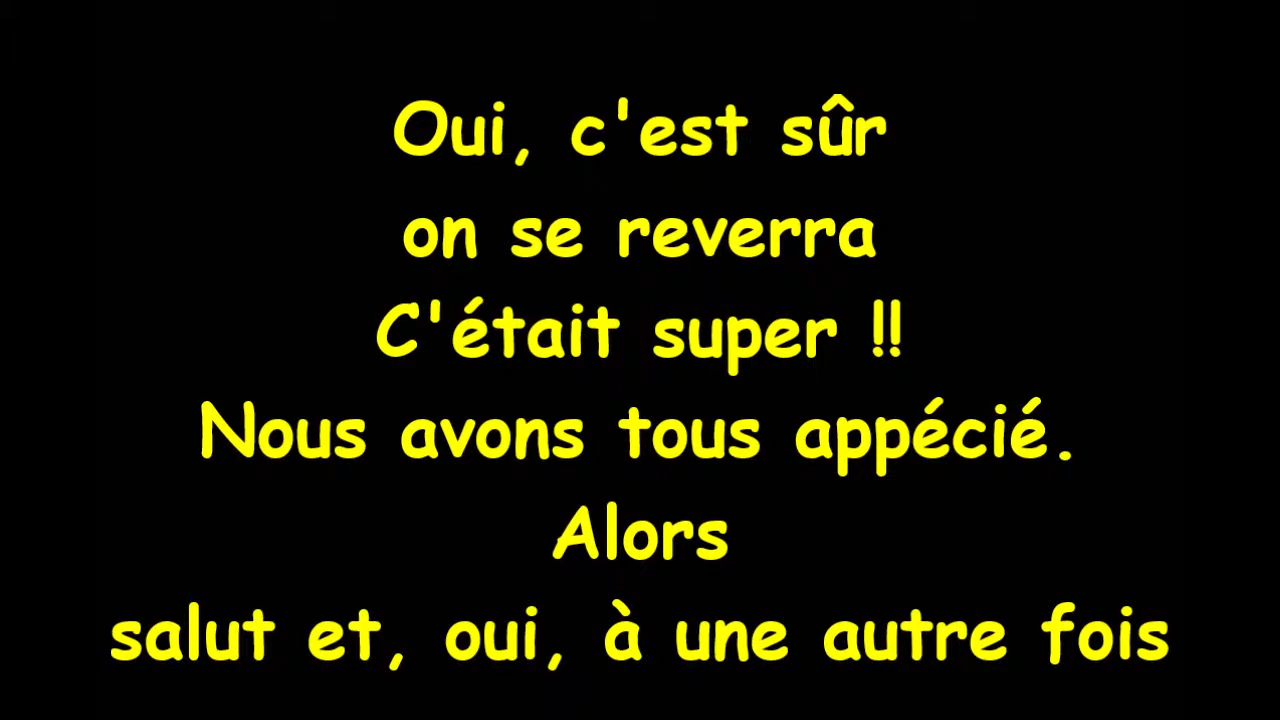 Oui, c'est sûr
on se reverra
C'était super !!
Nous avons tous appécié.
Alors
salut et, oui, à une autre fois